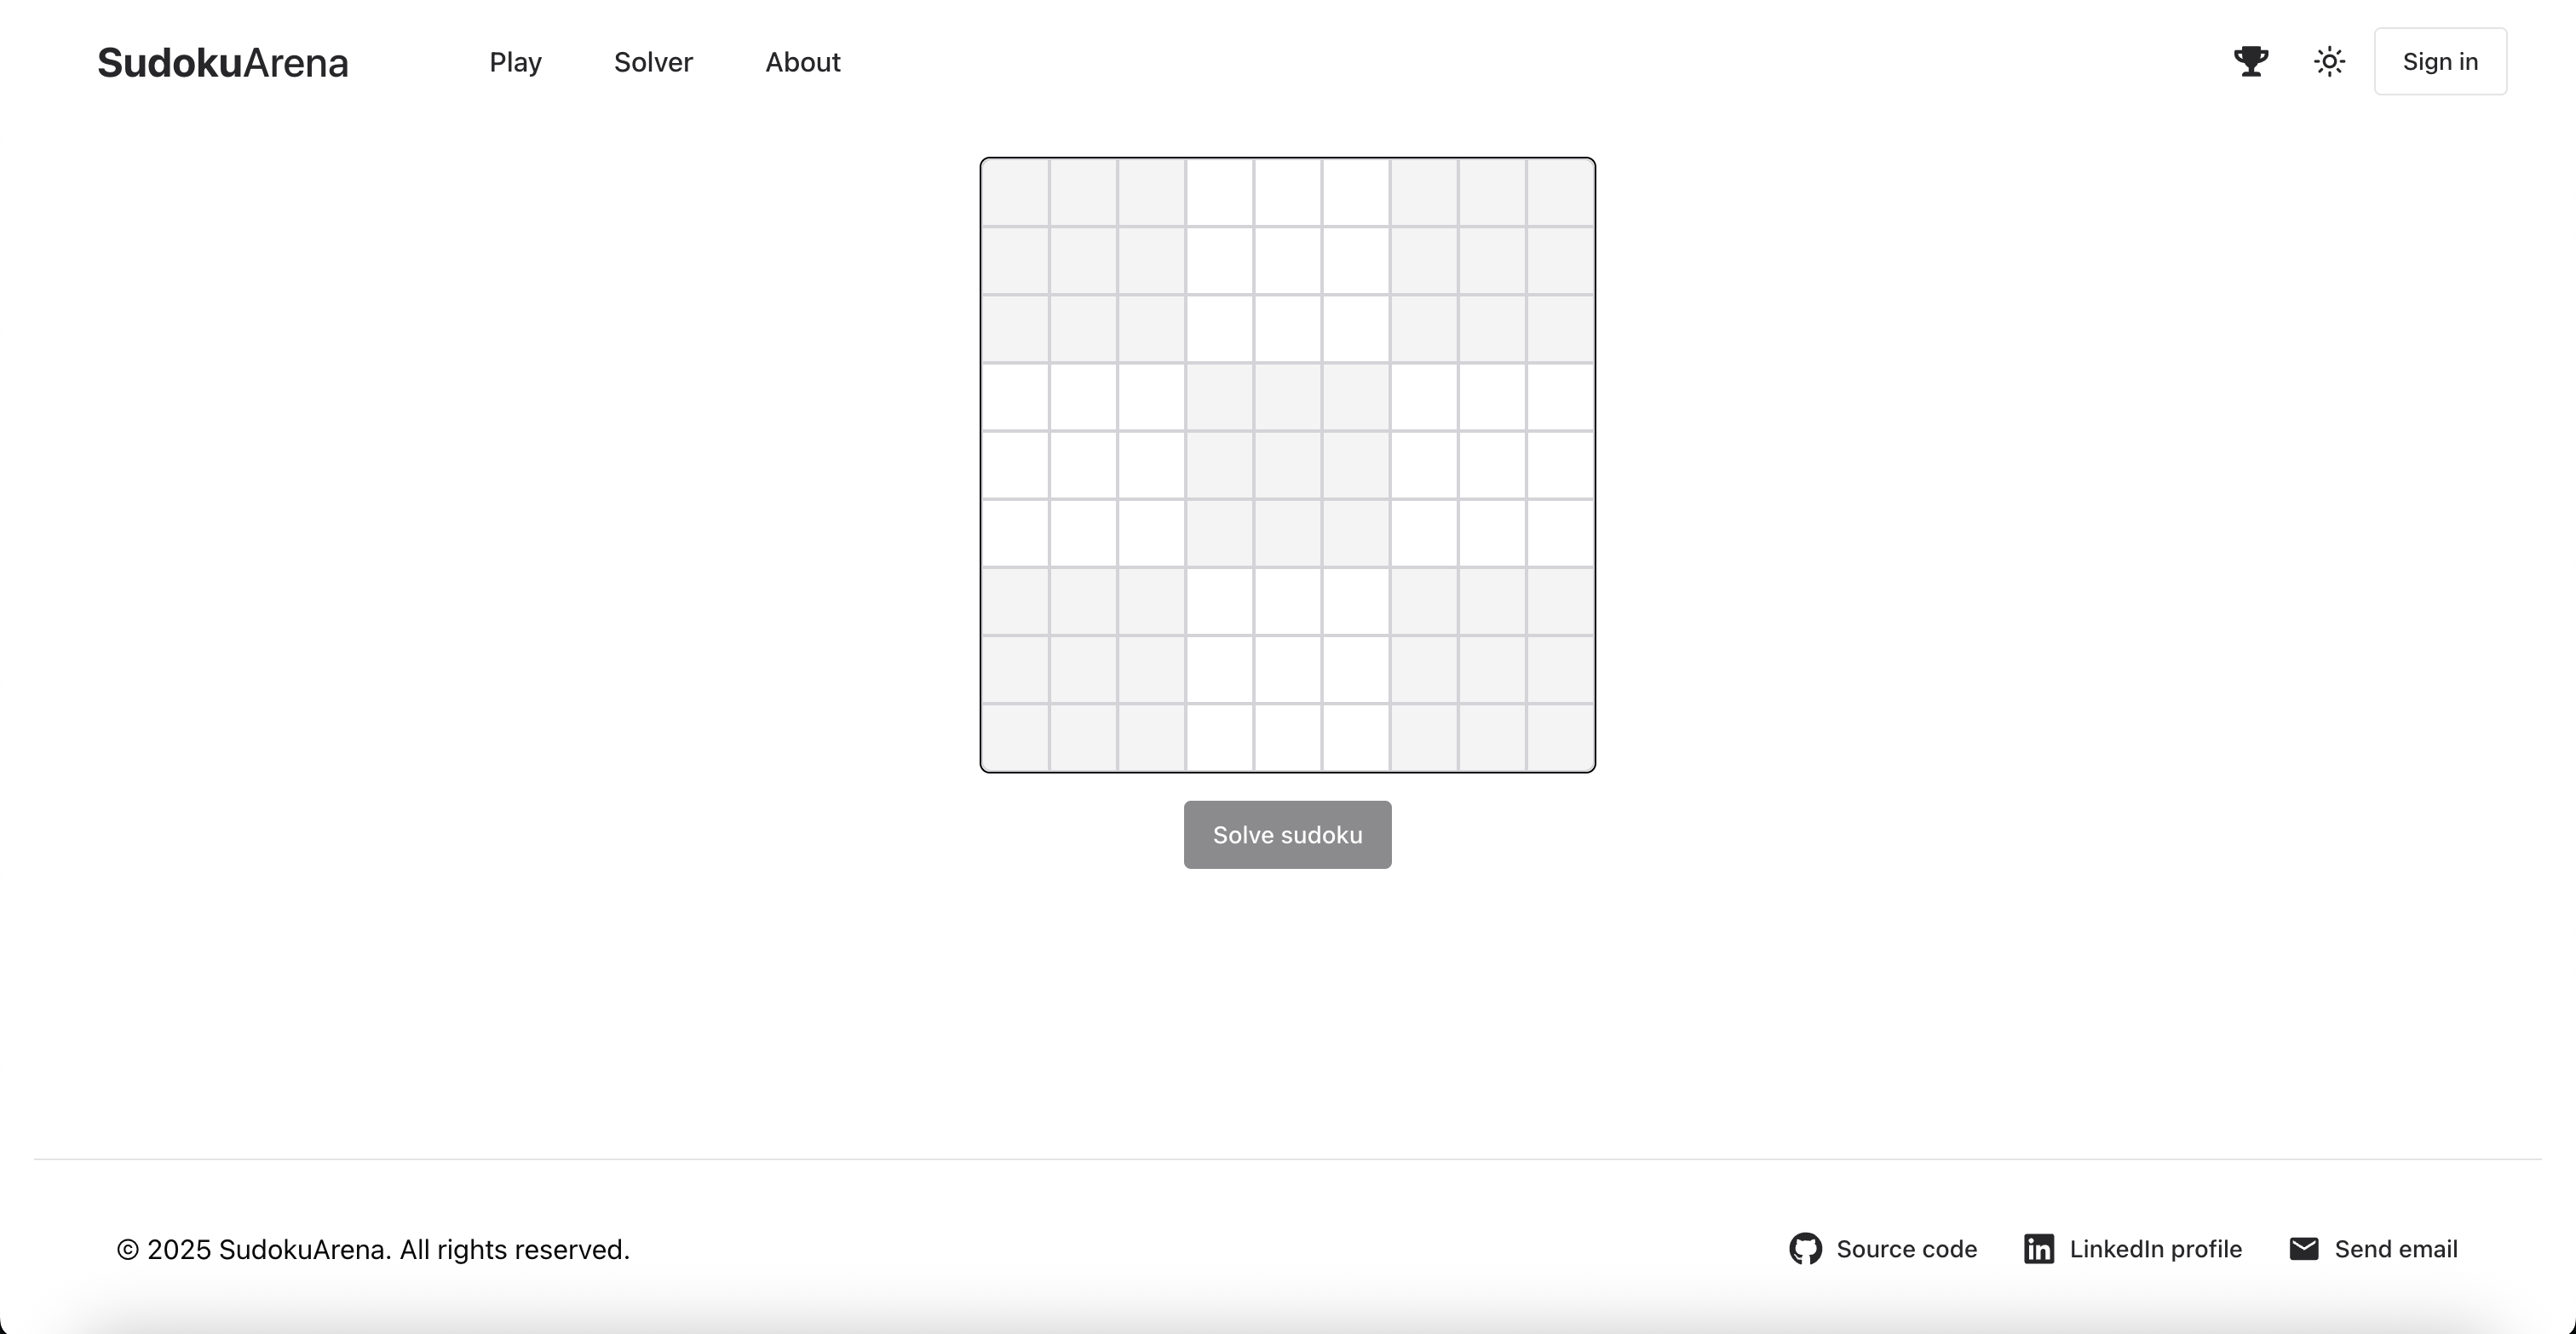 SudokuArena Play Solver About Sign in
Solve sudoku
© 2025 SudokuArena. All rights reserved. Source code LinkedIn profile Send email